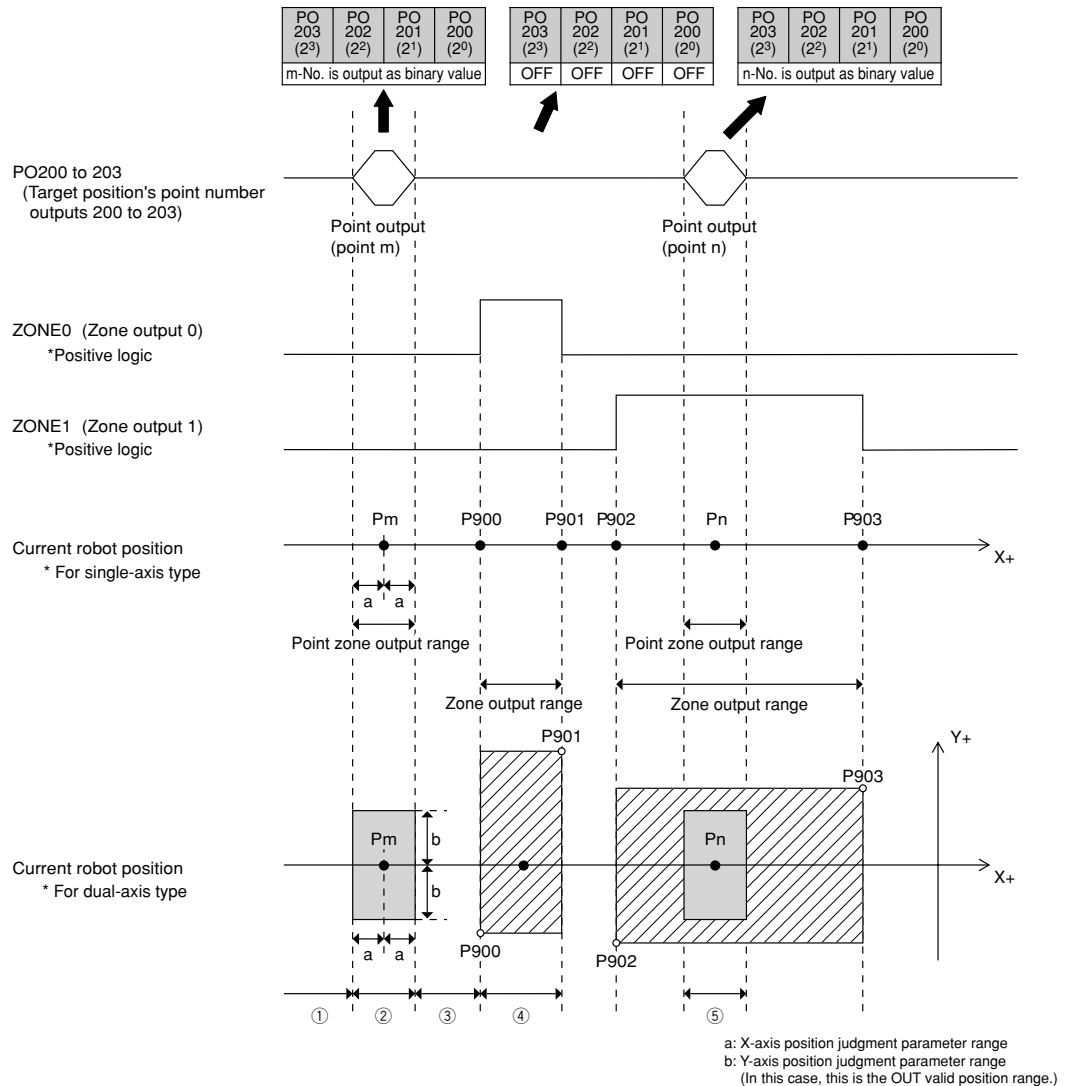 PO 203 (2³) PO 202 (2²) PO 201 (2¹) PO 200 (2⁰)
m-No. is output as binary value
PO 203 (2³) PO 202 (2²) PO 201 (2¹) PO 200 (2⁰)
OFF OFF OFF OFF
PO 203 (2³) PO 202 (2²) PO 201 (2¹) PO 200 (2⁰)
n-No. is output as binary value
PO200 to 203
(Target position's point number
outputs 200 to 203)
Point output
(point m)
Point output
(point n)
ZONE0 (Zone output 0)
*Positive logic
ZONE1 (Zone output 1)
*Positive logic
Pm P900 P901 P902 Pn P903
Current robot position
* For single-axis type
X+
a a
Point zone output range
Point zone output range
Zone output range
Zone output range
P901
Y+
P903
Pm
b
Pn
Current robot position
* For dual-axis type
X+
b
a a
P900
P902
① ② ③ ④ ⑤
a: X-axis position judgment parameter range
b: Y-axis position judgment parameter range
(In this case, this is the OUT valid position range.)